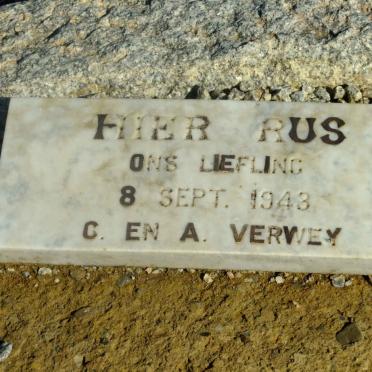 HIER RUS
ONS LIEFLING
8 SEPT. 1943
C. EN A. VERWEY